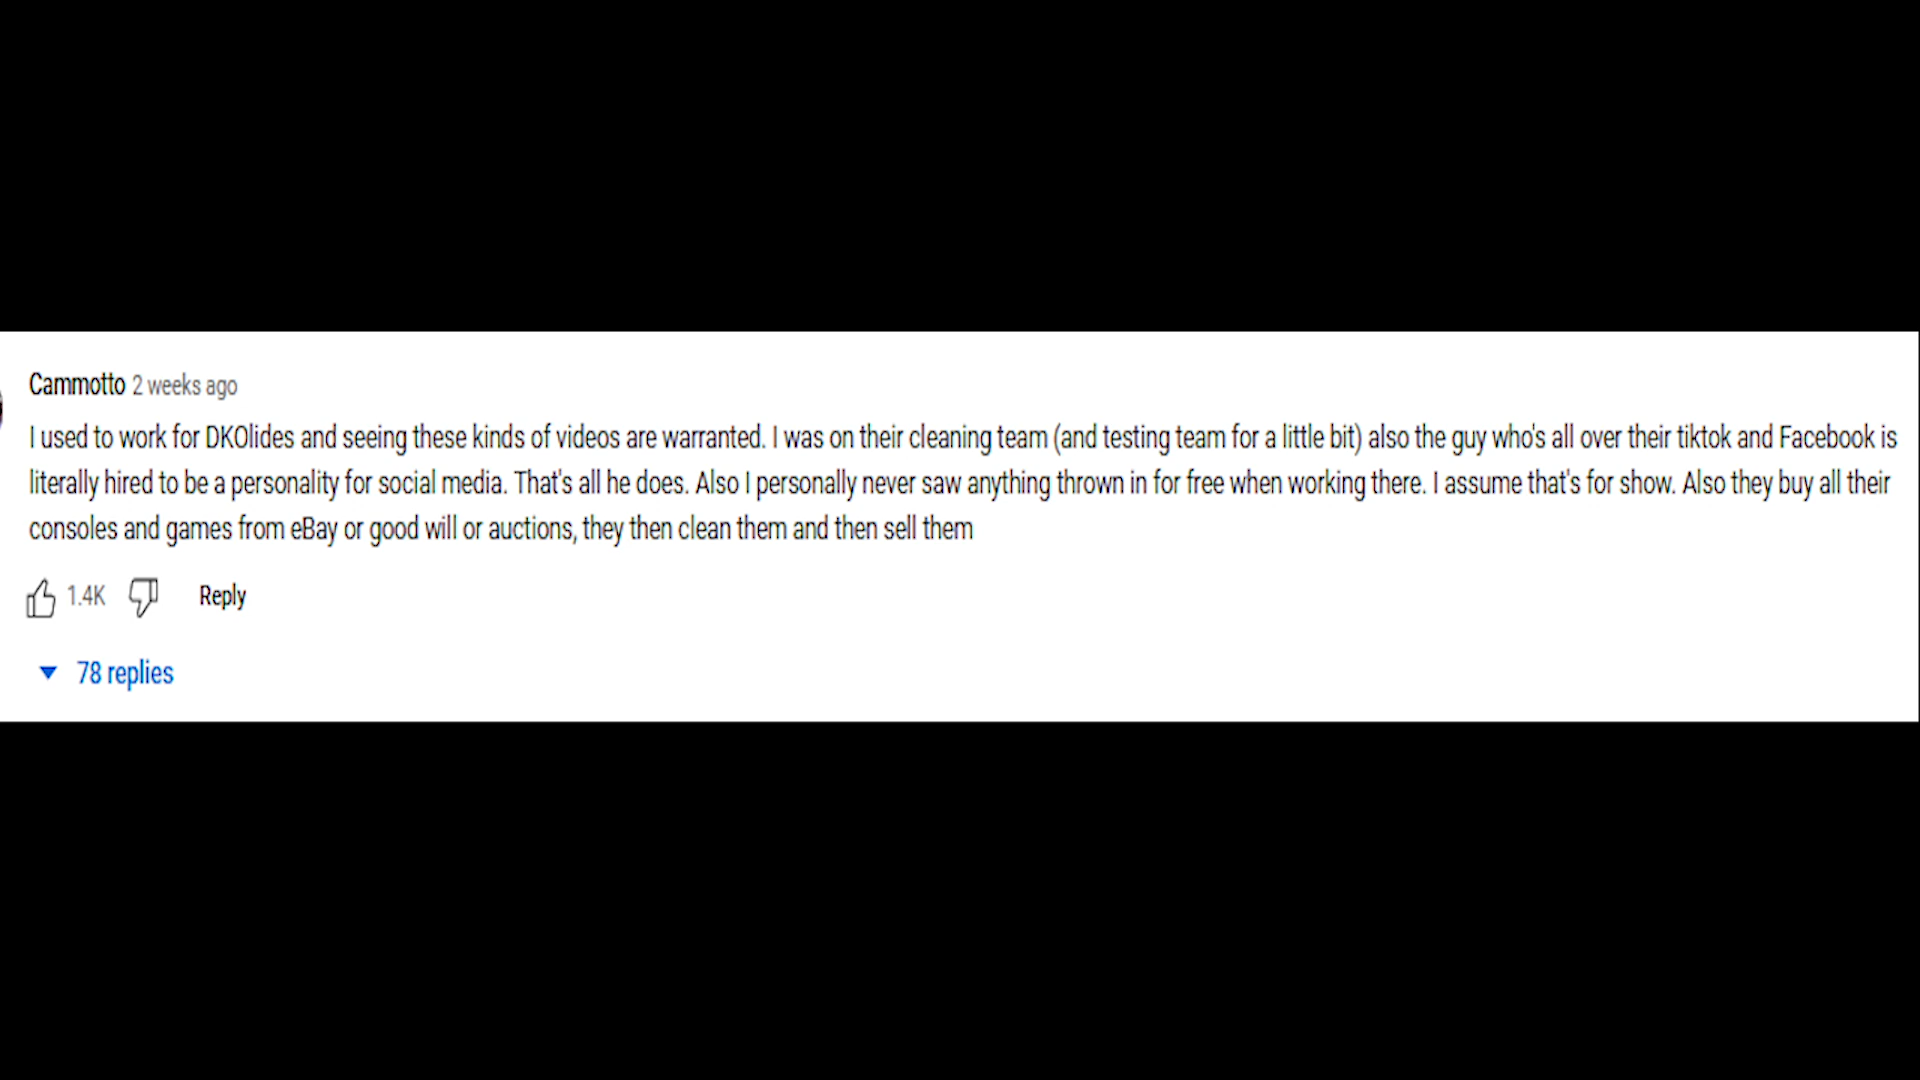 Cammotto 2 weeks ago
I used to work for DKOlides and seeing these kinds of videos are warranted. I was on their cleaning team (and testing team for a little bit) also the guy who's all over their tiktok and Facebook is
literally hired to be a personality for social media. That's all he does. Also I personally never saw anything thrown in for free when working there. I assume that's for show. Also they buy all their
consoles and games from eBay or good will or auctions, they then clean them and then sell them
1.4K Reply
78 replies